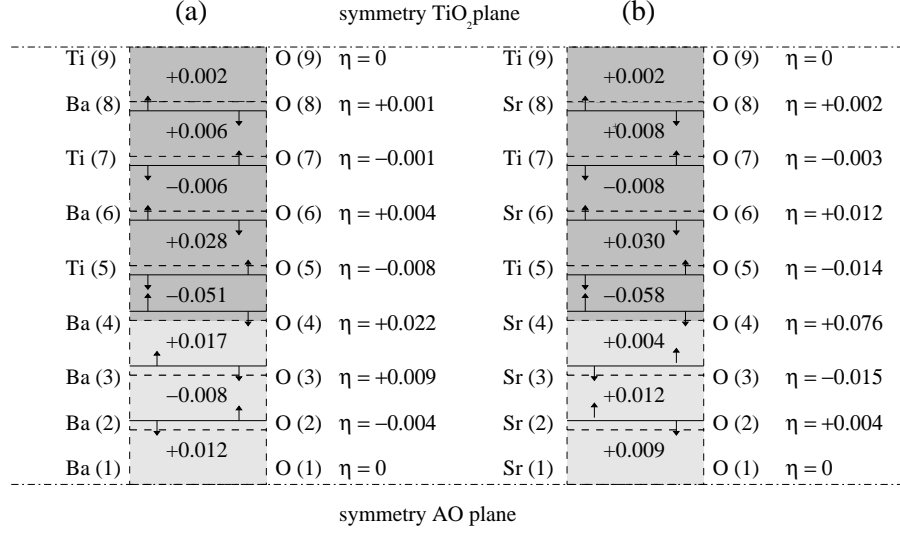 (a) symmetry TiO2 plane (b)
Ti (9) O (9) η = 0 Ti (9) O (9) η = 0
+0.002 +0.002
Ba (8) O (8) η = +0.001 Sr (8) O (8) η = +0.002
+0.006 +0.008
Ti (7) O (7) η = −0.001 Ti (7) O (7) η = −0.003
−0.006 −0.008
Ba (6) O (6) η = +0.004 Sr (6) O (6) η = +0.012
+0.028 +0.030
Ti (5) O (5) η = −0.008 Ti (5) O (5) η = −0.014
−0.051 −0.058
Ba (4) O (4) η = +0.022 Sr (4) O (4) η = +0.076
+0.017 +0.004
Ba (3) O (3) η = +0.009 Sr (3) O (3) η = −0.015
−0.008 +0.012
Ba (2) O (2) η = −0.004 Sr (2) O (2) η = +0.004
+0.012 +0.009
Ba (1) O (1) η = 0 Sr (1) O (1) η = 0
symmetry AO plane